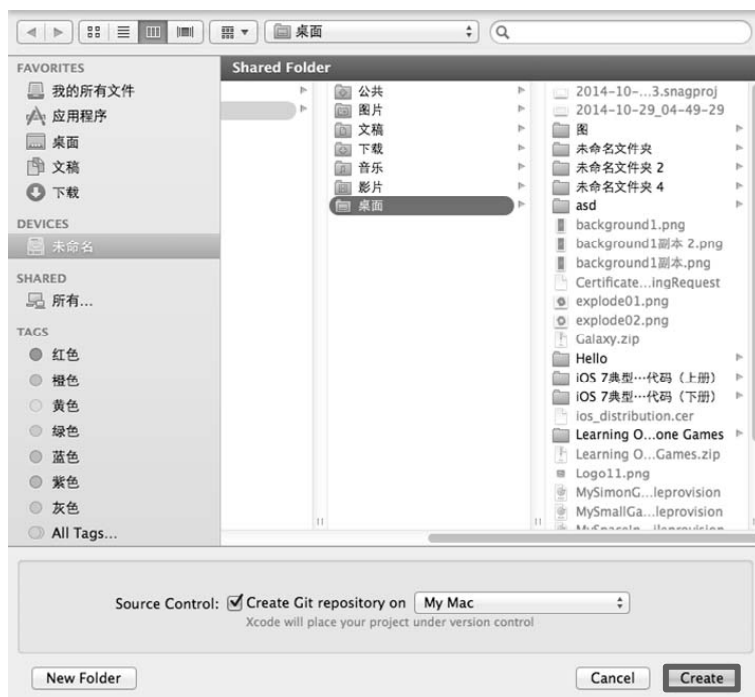 桌面
FAVORITES
我的所有文件
应用程序
桌面
文稿
下载
DEVICES
未命名
SHARED
所有...
TAGS
红色
橙色
黄色
绿色
蓝色
紫色
灰色
All Tags...
Shared Folder
公共
图片
文稿
下载
音乐
影片
桌面
2014-10-...3.snagproj
2014-10-29_04-49-29
图
未命名文件夹
未命名文件夹 2
未命名文件夹 4
asd
background1.png
background1副本 2.png
background1副本.png
Certificate...ingRequest
explode01.png
explode02.png
Galaxy.zip
Hello
iOS 7典型…代码（上册）
iOS 7典型…代码（下册）
ios_distribution.cer
Learning O...one Games
Learning O...Games.zip
Logo11.png
MySimonG...leprovision
MySmallGa...leprovision
Source Control: Create Git repository on My Mac
Xcode will place your project under version control
New Folder Cancel Create